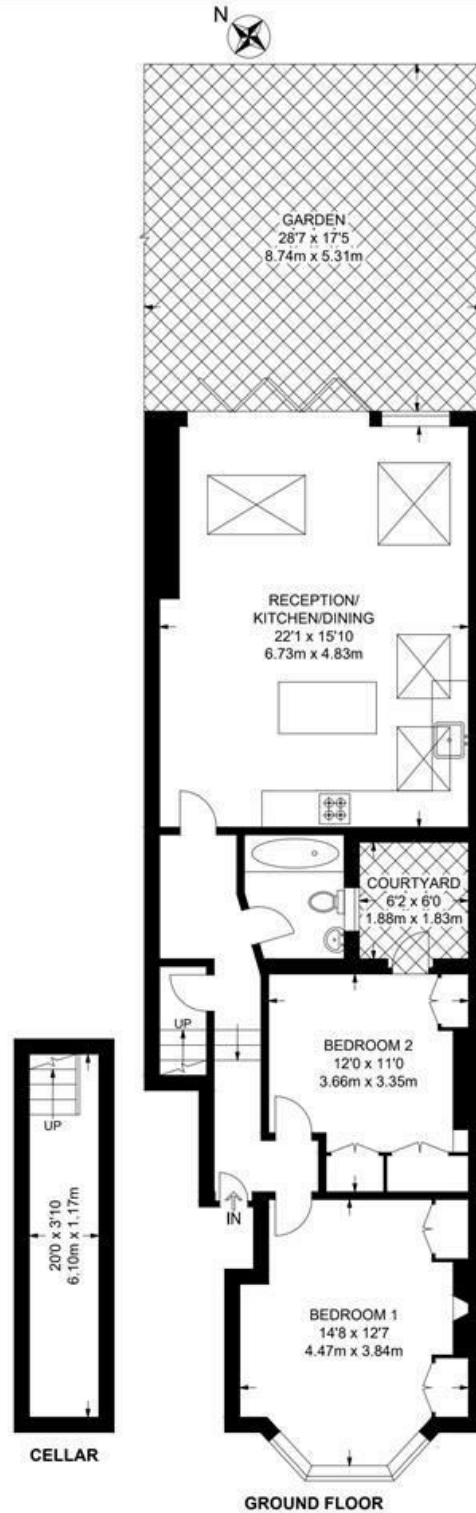 N
GARDEN
28'7 x 17'5
8.74m x 5.31m
RECEPTION/
KITCHEN/DINING
22'1 x 15'10
6.73m x 4.83m
COURTYARD
6'2 x 6'0
1.88m x 1.83m
UP
BEDROOM 2
12'0 x 11'0
3.66m x 3.35m
IN
BEDROOM 1
14'8 x 12'7
4.47m x 3.84m
GROUND FLOOR
UP
20'0 x 3'10
6.10m x 1.17m
CELLAR